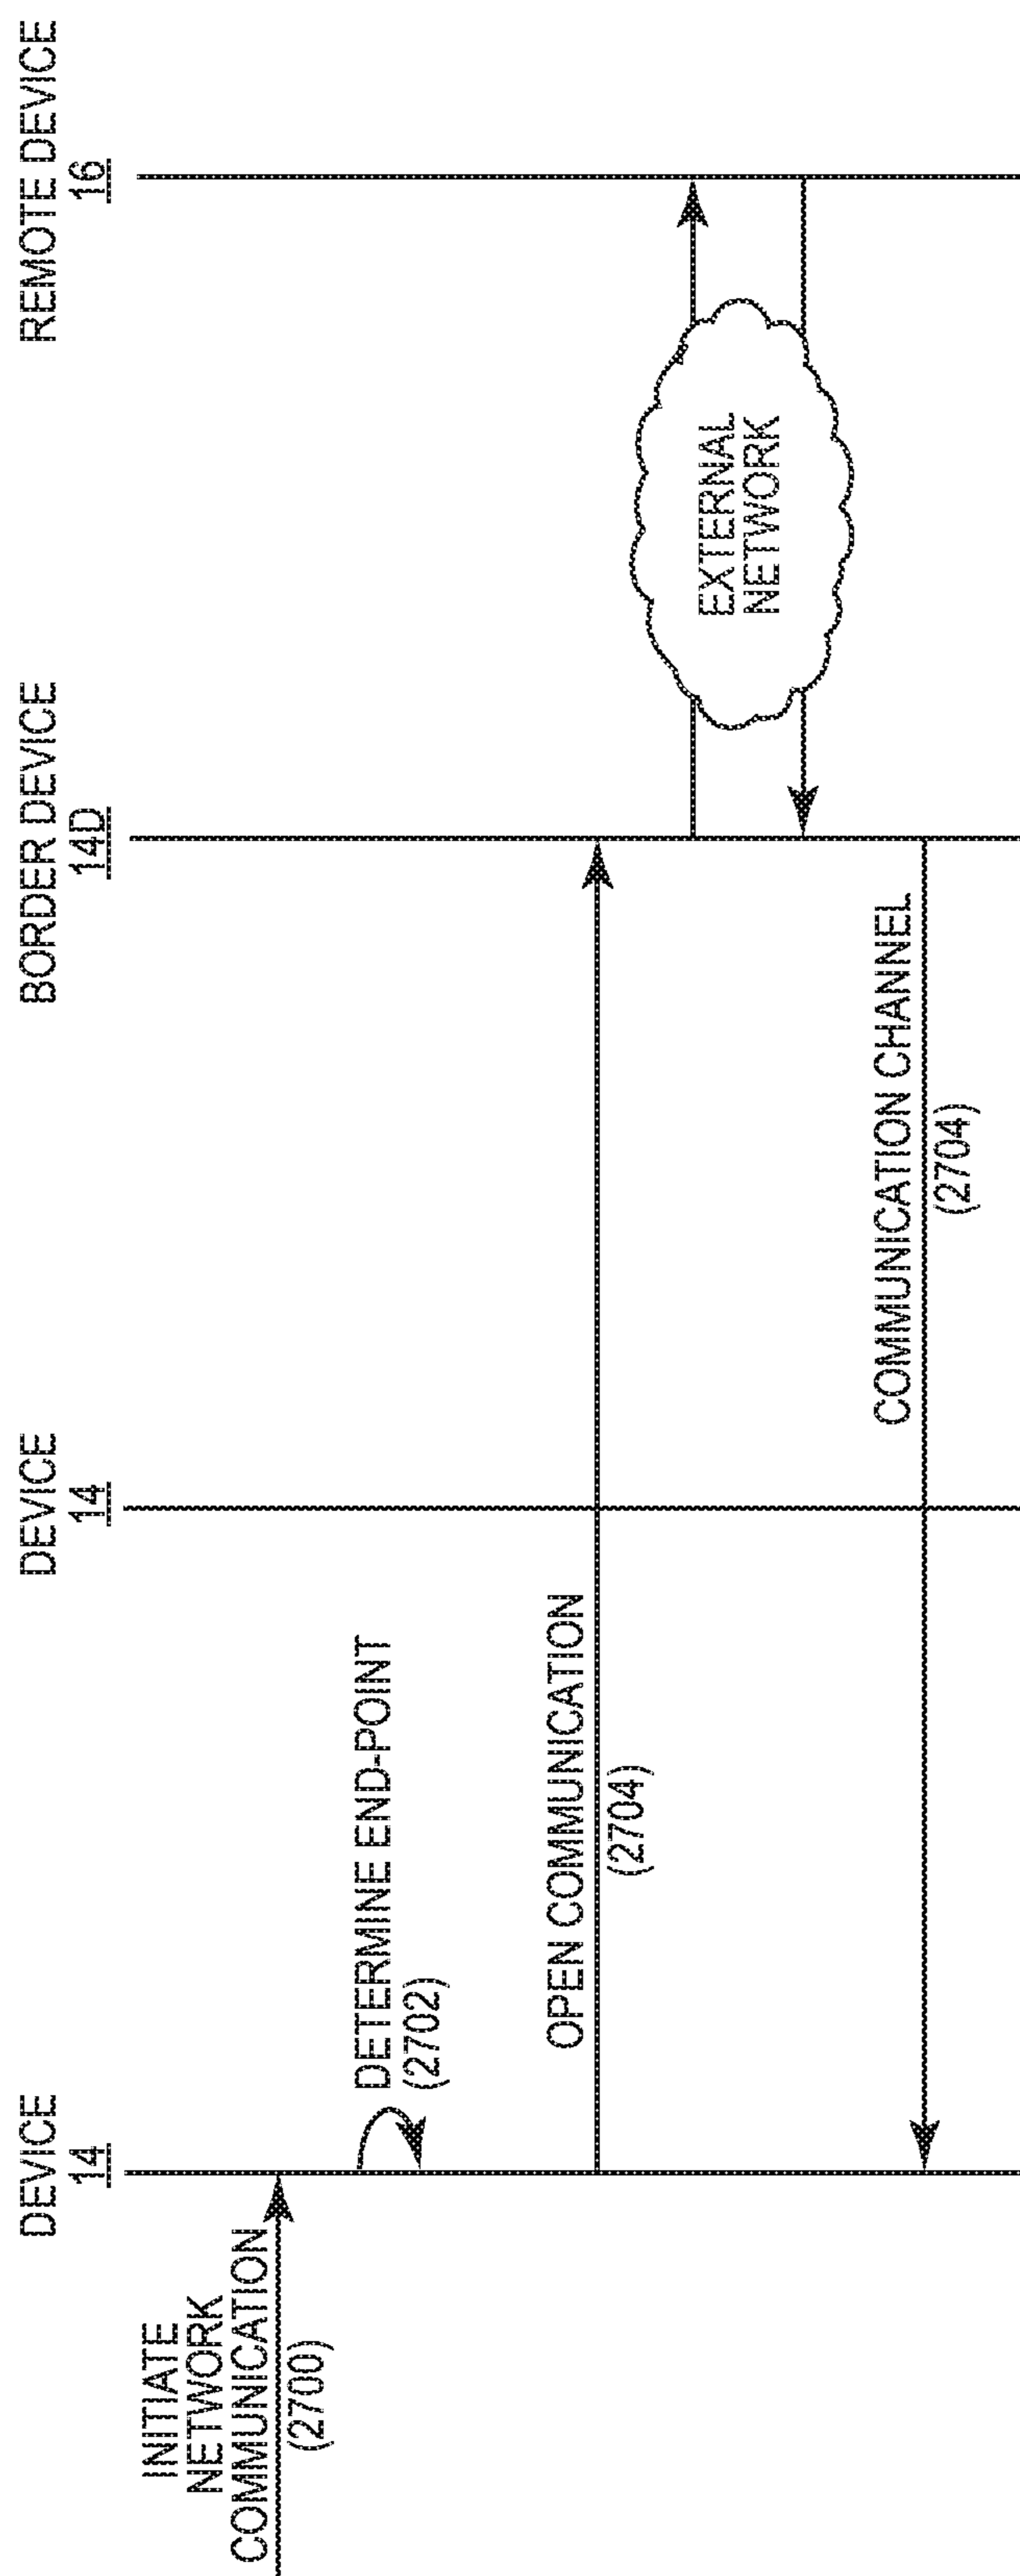 DEVICE
14
DEVICE
14
BORDER DEVICE
14D
REMOTE DEVICE
16
INITIATE
NETWORK
COMMUNICATION
(2700)
DETERMINE END-POINT
(2702)
OPEN COMMUNICATION
(2704)
EXTERNAL
NETWORK
COMMUNICATION CHANNEL
(2704)